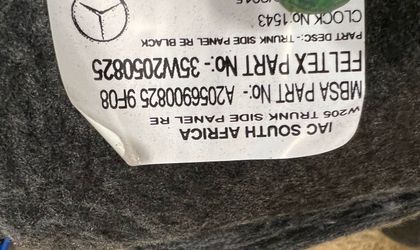 IAC SOUTH AFRICA
W205 TRUNK SIDE PANEL RE
MBSA PART No:- A2056900825 9F08
FELTEX PART No:- 35W2050825
PART DESC:- TRUNK SIDE PANEL RE BLACK
CLOCK No 1543